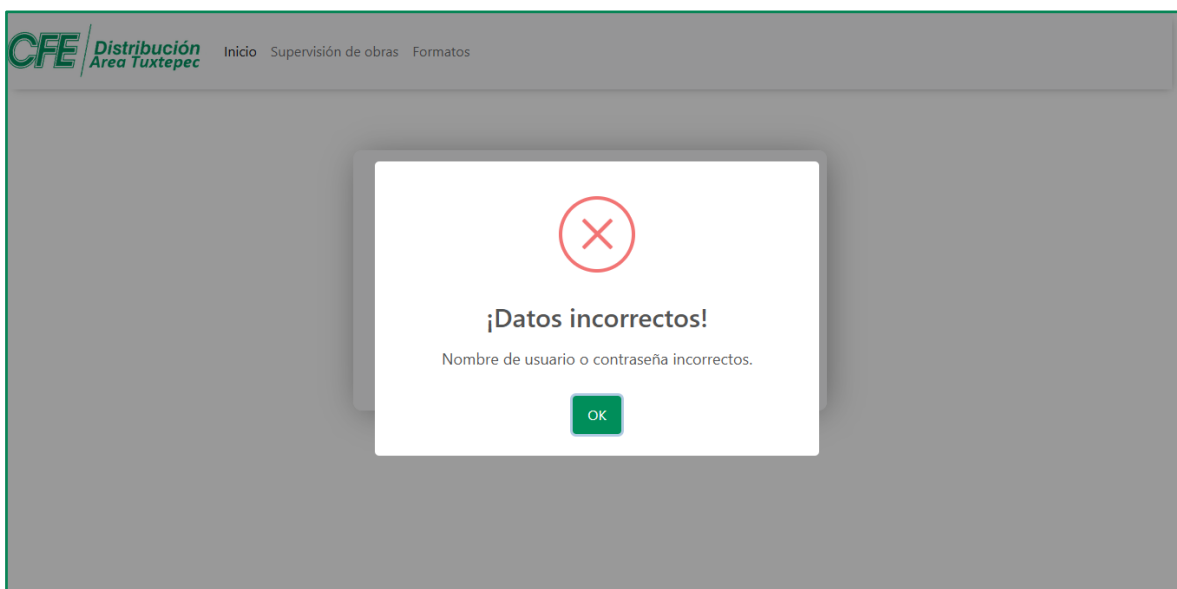 CFE Distribución
Área Tuxtepec
Inicio Supervisión de obras Formatos
¡Datos incorrectos!
Nombre de usuario o contraseña incorrectos.
OK